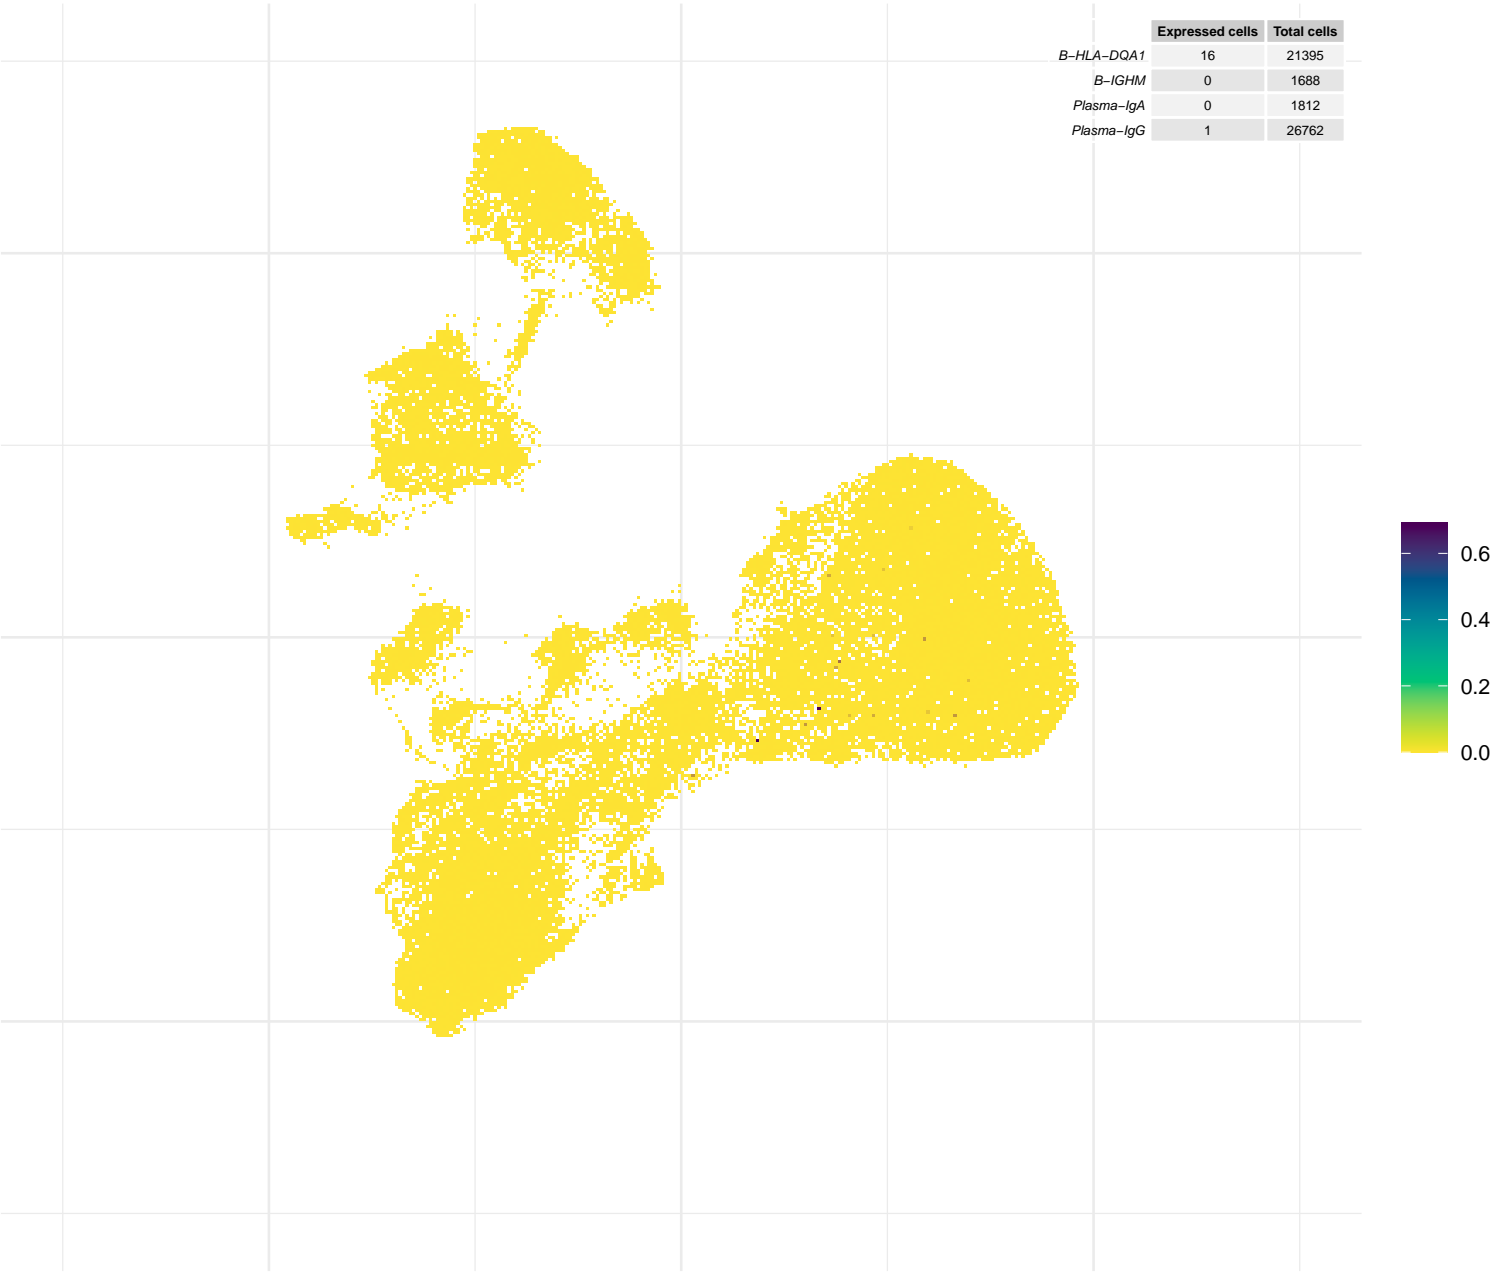 Expressed cells Total cells
B−HLA−DQA1 16 21395
B−IGHM 0 1688
Plasma−IgA 0 1812
Plasma−IgG 1 26762
0.6
0.4
0.2
0.0